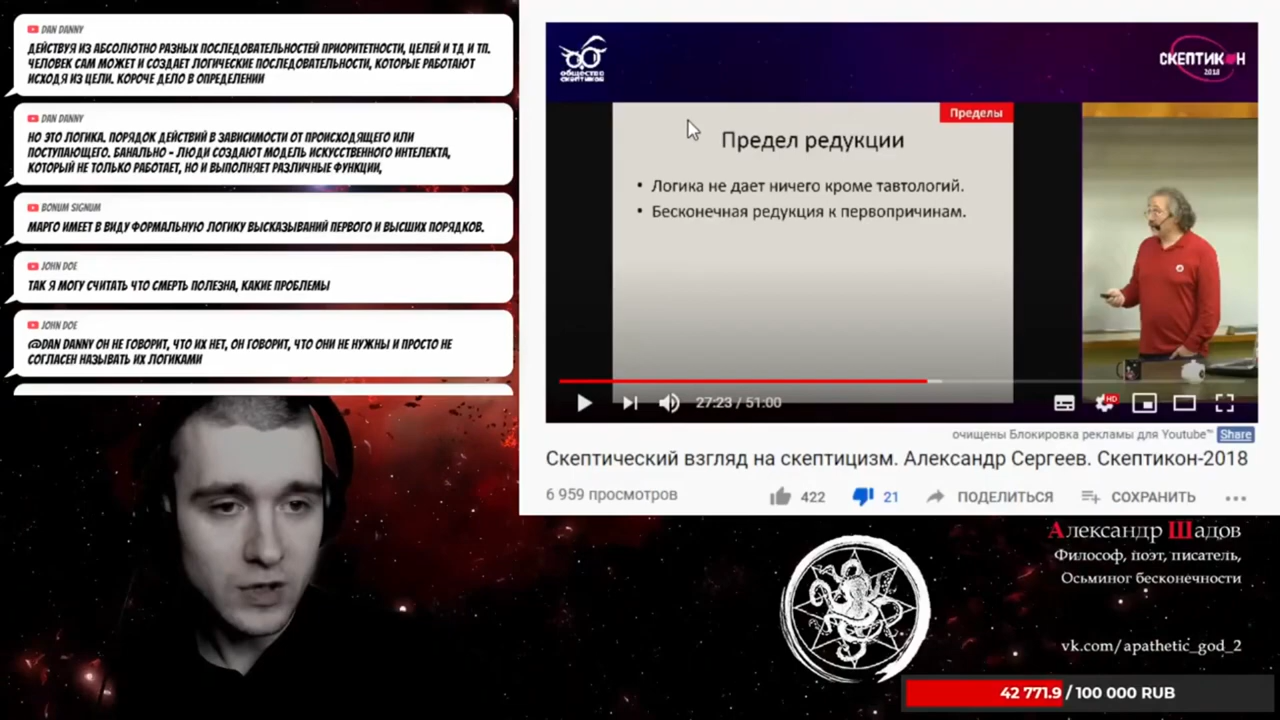 DAN DANNY
ДЕЙСТВУЯ ИЗ АБСОЛЮТНО РАЗНЫХ ПОСЛЕДОВАТЕЛЬНОСТЕЙ ПРИОРИТЕТНОСТИ, ЦЕЛЕЙ И ТД И ТП.
ЧЕЛОВЕК САМ МОЖЕТ И СОЗДАЕТ ЛОГИЧЕСКИЕ ПОСЛЕДОВАТЕЛЬНОСТИ, КОТОРЫЕ РАБОТАЮТ
ИСХОДЯ ИЗ ЦЕЛИ. КОРОЧЕ ДЕЛО В ОПРЕДЕЛЕНИИ
DAN DANNY
НО ЭТО ЛОГИКА. ПОРЯДОК ДЕЙСТВИЙ В ЗАВИСИМОСТИ ОТ ПРОИСХОДЯЩЕГО ИЛИ
ПОСТУПАЮЩЕГО. БАНАЛЬНО - ЛЮДИ СОЗДАЮТ МОДЕЛЬ ИСКУССТВЕННОГО ИНТЕЛЕКТА,
КОТОРЫЙ НЕ ТОЛЬКО РАБОТАЕТ, НО И ВЫПОЛНЯЕТ РАЗЛИЧНЫЕ ФУНКЦИИ,
BONUM SIGNUM
МАРГО ИМЕЕТ В ВИДУ ФОРМАЛЬНУЮ ЛОГИКУ ВЫСКАЗЫВАНИЙ ПЕРВОГО И ВЫСШИХ ПОРЯДКОВ.
JOHN DOE
ТАК Я МОГУ СЧИТАТЬ ЧТО СМЕРТЬ ПОЛЕЗНА, КАКИЕ ПРОБЛЕМЫ
JOHN DOE
@DAN DANNY ОН НЕ ГОВОРИТ, ЧТО ИХ НЕТ, ОН ГОВОРИТ, ЧТО ОНИ НЕ НУЖНЫ И ПРОСТО НЕ
СОГЛАСЕН НАЗЫВАТЬ ИХ ЛОГИКАМИ
общество
скептиков
СКЕПТИКОН
2018
Пределы
Предел редукции
• Логика не дает ничего кроме тавтологий.
• Бесконечная редукция к первопричинам.
27:23 / 51:00
HD
очищены Блокировка рекламы для Youtube™ Share
Скептический взгляд на скептицизм. Александр Сергеев. Скептикон-2018
6 959 просмотров
422
21
ПОДЕЛИТЬСЯ
СОХРАНИТЬ
Александр Шадов
Философ, поэт, писатель,
Осьминог бесконечности
vk.com/apathetic_god_2
42 771.9 / 100 000 RUB